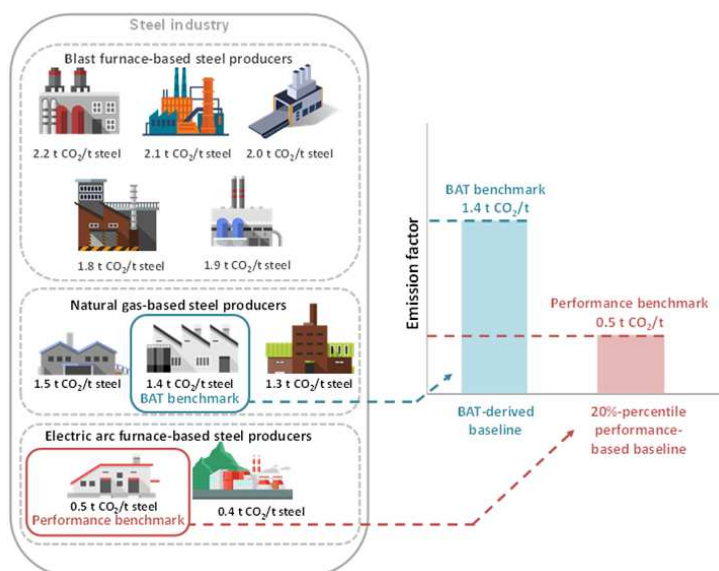 Steel industry
Blast furnace-based steel producers
2.2 t CO₂/t steel
2.1 t CO₂/t steel
2.0 t CO₂/t steel
1.8 t CO₂/t steel
1.9 t CO₂/t steel
Natural gas-based steel producers
1.5 t CO₂/t steel
1.4 t CO₂/t steel
BAT benchmark
1.3 t CO₂/t steel
Electric arc furnace-based steel producers
0.5 t CO₂/t steel
Performance benchmark
0.4 t CO₂/t steel
Emission factor
BAT benchmark
1.4 t CO₂/t
Performance benchmark
0.5 t CO₂/t
BAT-derived
baseline
20%-percentile
performance-
based baseline